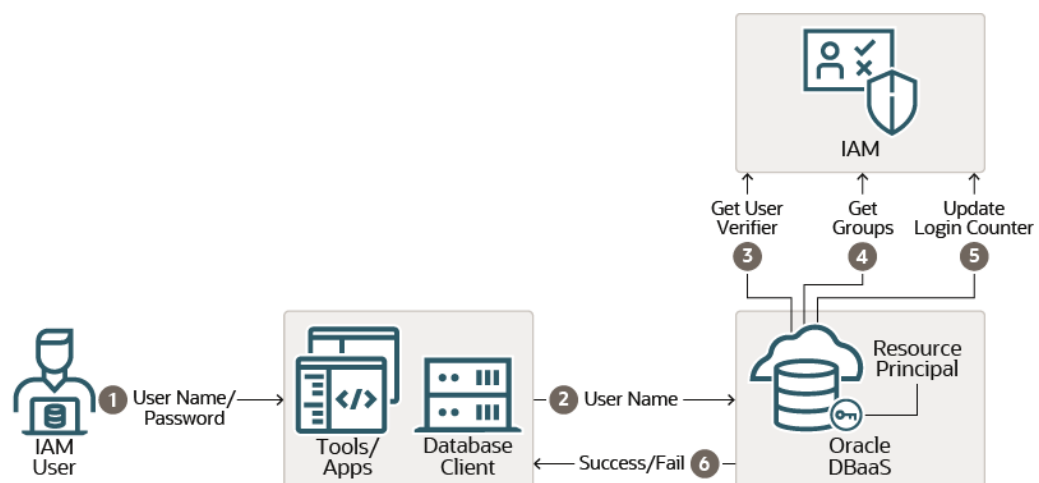 IAM
Get User
Verifier
3
Get
Groups
4
Update
Login Counter
5
IAM
User
1
User Name/
Password
</>
Tools/
Apps
Database
Client
2
User Name
Success/Fail
6
Resource
Principal
Oracle
DBaaS